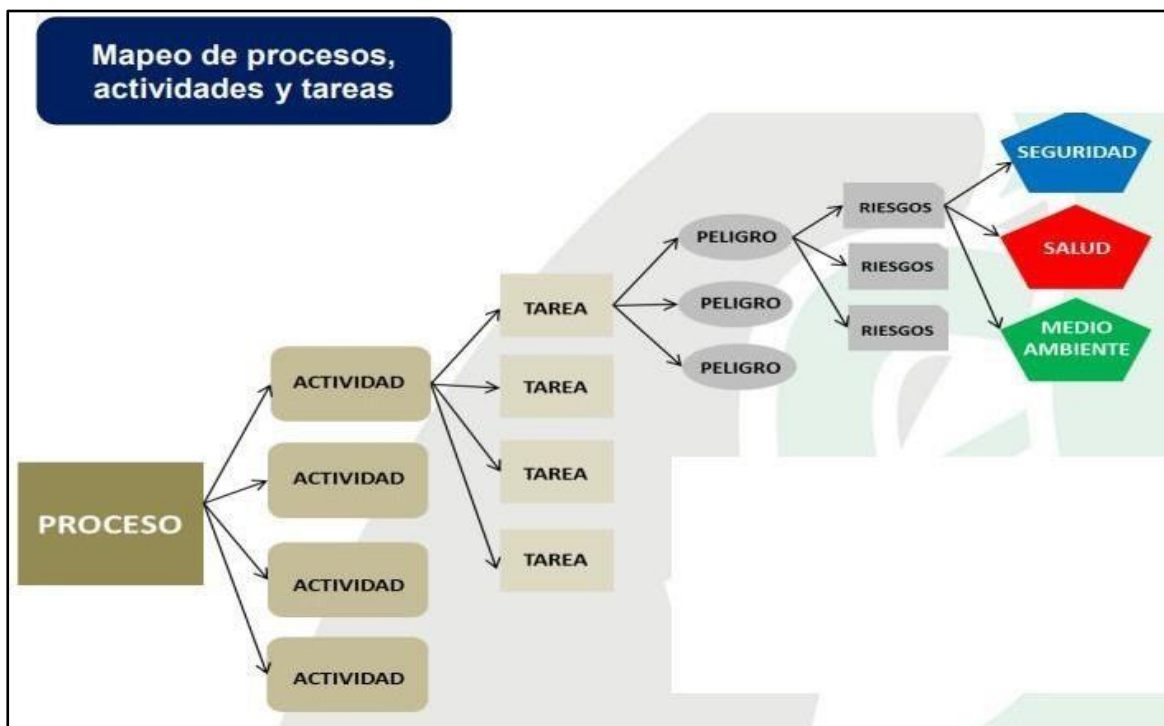 Mapeo de procesos,
actividades y tareas
SEGURIDAD
RIESGOS
PELIGRO
SALUD
RIESGOS
TAREA
PELIGRO
RIESGOS
MEDIO
AMBIENTE
PELIGRO
ACTIVIDAD
TAREA
ACTIVIDAD
TAREA
PROCESO
TAREA
ACTIVIDAD
ACTIVIDAD